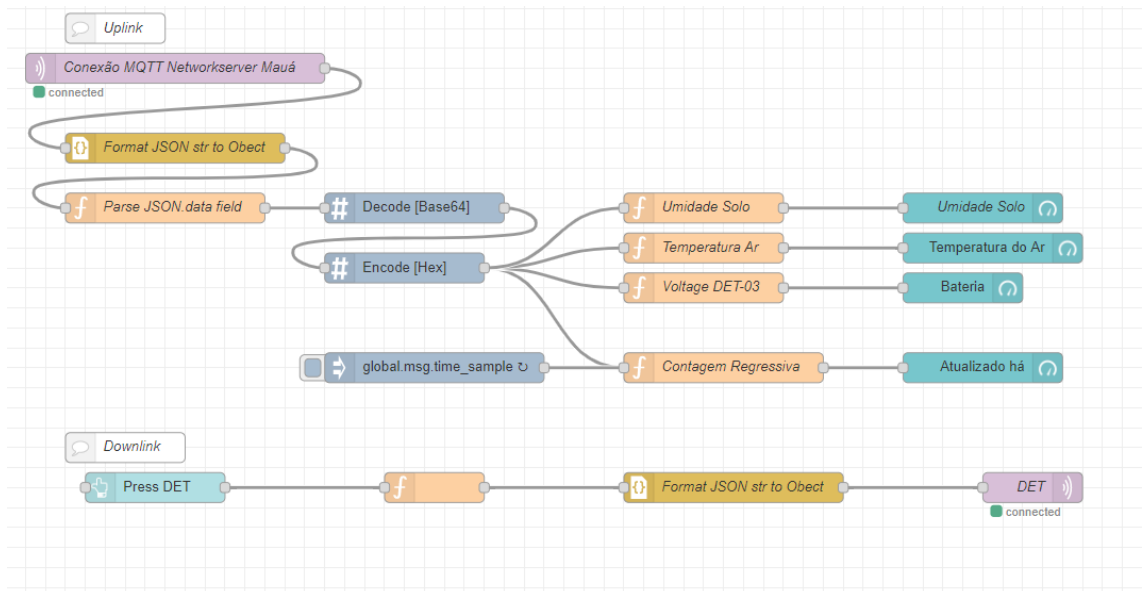 Uplink
Conexão MQTT Networkserver Mauá
connected
Format JSON str to Obect
Parse JSON.data field
Decode [Base64]
Umidade Solo
Umidade Solo
Temperatura Ar
Temperatura do Ar
Encode [Hex]
Voltage DET-03
Bateria
global.msg.time_sample ↻
Contagem Regressiva
Atualizado há
Downlink
Press DET
Format JSON str to Obect
DET
connected